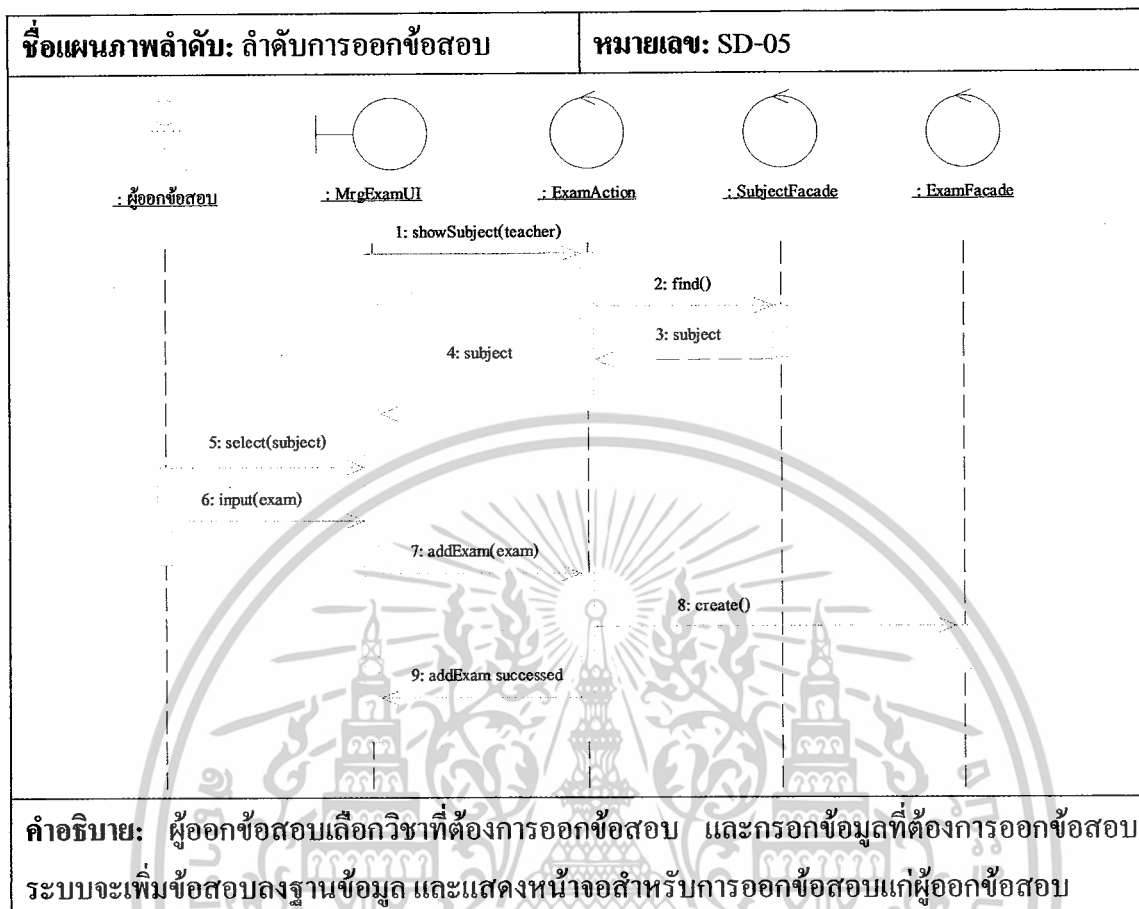 ชื่อแผนภาพลำดับ: ลำดับการออกข้อสอบ
หมายเลข: SD-05
: ผู้ออกข้อสอบ
: MrgExamUI
: ExamAction
: SubjectFacade
: ExamFacade
1: showSubject(teacher)
2: find()
3: subject
4: subject
5: select(subject)
6: input(exam)
7: addExam(exam)
8: create()
9: addExam successed
คำอธิบาย: ผู้ออกข้อสอบเลือกวิชาที่ต้องการออกข้อสอบ และกรอกข้อมูลที่ต้องการออกข้อสอบ
ระบบจะเพิ่มข้อสอบลงฐานข้อมูล และแสดงหน้าจอสำหรับการออกข้อสอบแก่ผู้ออกข้อสอบ